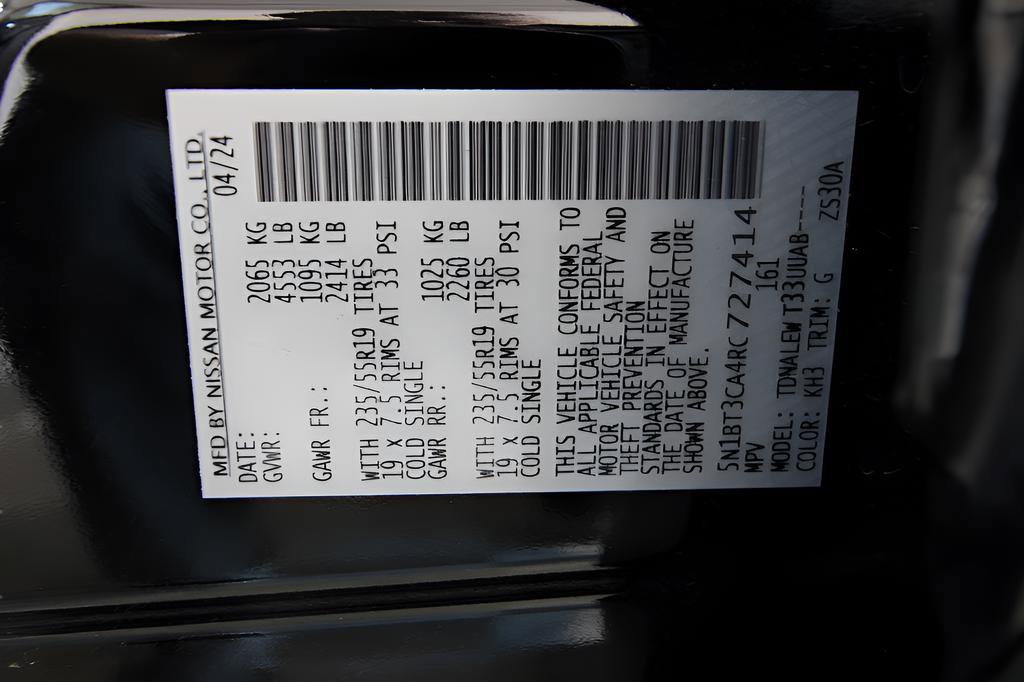 MFD BY NISSAN MOTOR CO., LTD.
DATE: 04/24
GVWR: 2065 KG
4553 LB
GAWR FR.: 1095 KG
2414 LB
WITH 235/55R19 TIRES
19 X 7.5 RIMS AT 33 PSI
COLD SINGLE
GAWR RR.: 1025 KG
2260 LB
WITH 235/55R19 TIRES
19 X 7.5 RIMS AT 30 PSI
COLD SINGLE
THIS VEHICLE CONFORMS TO
ALL APPLICABLE FEDERAL
MOTOR VEHICLE SAFETY AND
THEFT PREVENTION
STANDARDS IN EFFECT ON
THE DATE OF MANUFACTURE
SHOWN ABOVE.
5N1BT3CA4RC727414
MPV 161
MODEL: TDNALEW T33UUAB----
COLOR: KH3 TRIM: G ZS30A